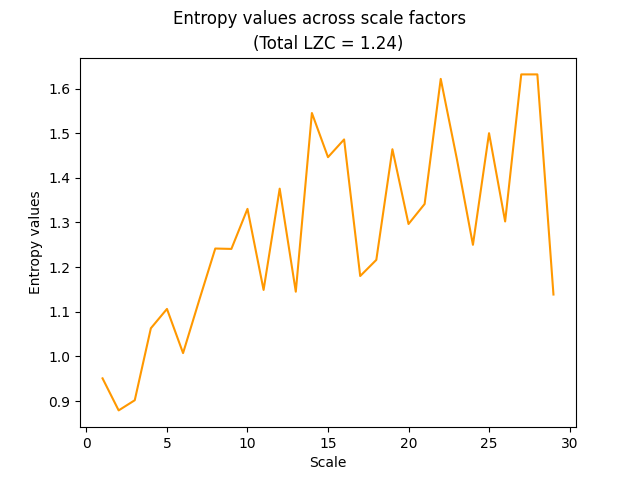 Entropy values across scale factors
(Total LZC = 1.24)
1.6
1.5
1.4
1.3
1.2
1.1
1.0
0.9
Entropy values
0 5 10 15 20 25 30
Scale